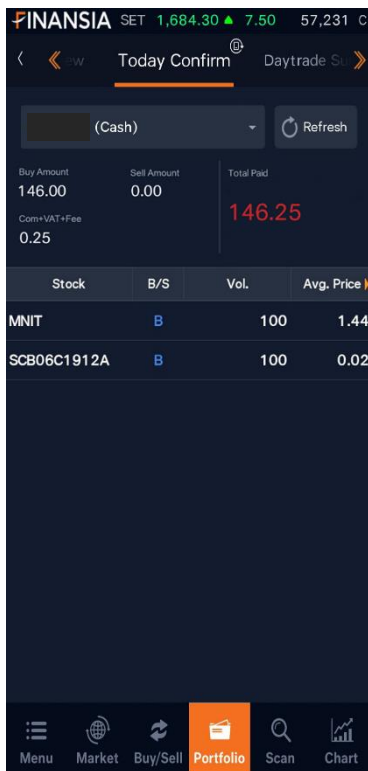 FINANSIA SET 1,684.30 ▲ 7.50 57,231
Today Confirm Daytrade
(Cash) Refresh
Buy Amount Sell Amount Total Paid
146.00 0.00 146.25
Com+VAT+Fee
0.25
Stock B/S Vol. Avg. Price
MNIT B 100 1.44
SCB06C1912A B 100 0.02
Menu Market Buy/Sell Portfolio Scan Chart